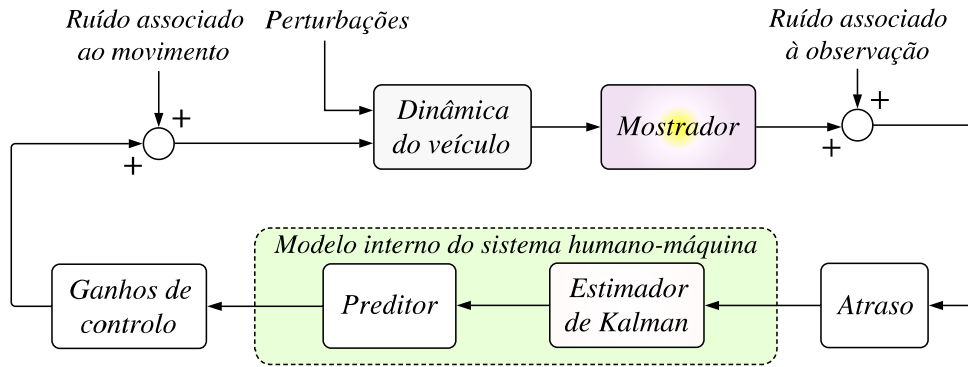 Ruído associado
ao movimento
Perturbações
Ruído associado
à observação
+
+
Dinâmica
do veículo
Mostrador
+
+
Modelo interno do sistema humano-máquina
Ganhos de
controlo
Preditor
Estimador
de Kalman
Atraso